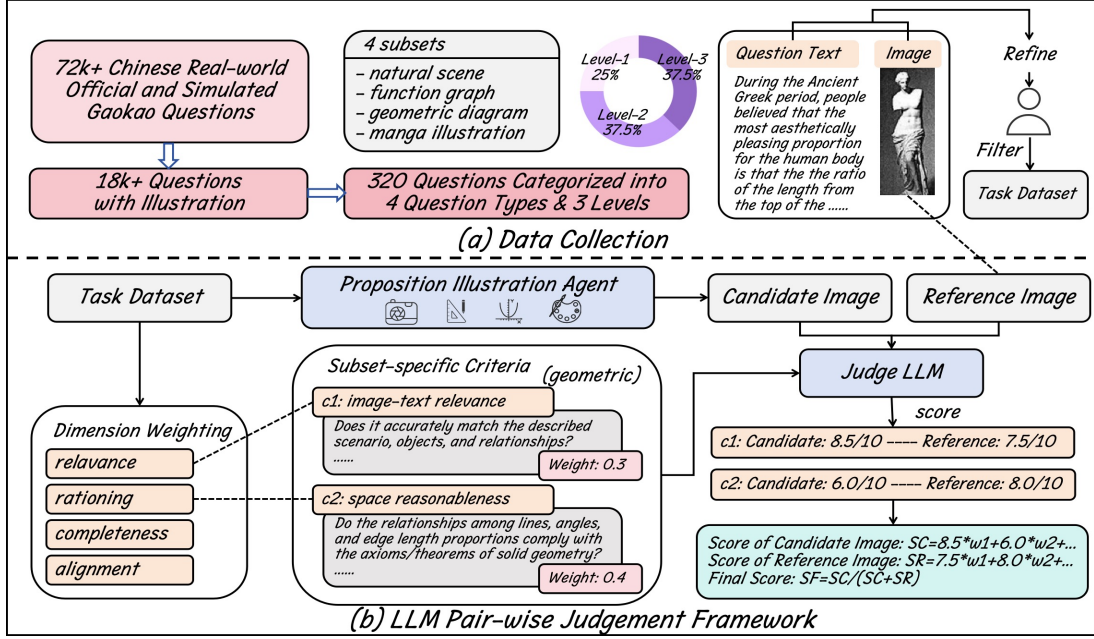 72k+ Chinese Real-world
Official and Simulated
Gaokao Questions
18k+ Questions
with Illustration
4 subsets
- natural scene
- function graph
- geometric diagram
- manga illustration
Level-1
25%
Level-3
37.5%
Level-2
37.5%
320 Questions Categorized into
4 Question Types & 3 Levels
Question Text
Image
During the Ancient
Greek period, people
believed that the
most aesthetically
pleasing proportion
for the human body
is that the the ratio
of the length from
the top of the ......
Refine
Filter
Task Dataset
(a) Data Collection
Task Dataset
Proposition Illustration Agent
Candidate Image
Reference Image
Dimension Weighting
relavance
rationing
completeness
alignment
Subset-specific Criteria
(geometric)
c1: image-text relevance
Does it accurately match the described
scenario, objects, and relationships?
......
Weight: 0.3
c2: space reasonableness
Do the relationships among lines, angles,
and edge length proportions comply with
the axioms/theorems of solid geometry?
......
Weight: 0.4
Judge LLM
score
c1: Candidate: 8.5/10 ---- Reference: 7.5/10
c2: Candidate: 6.0/10 ---- Reference: 8.0/10
Score of Candidate Image: SC=8.5*w1+6.0*w2+...
Score of Reference Image: SR=7.5*w1+8.0*w2+...
Final Score: SF=SC/(SC+SR)
(b) LLM Pair-wise Judgement Framework